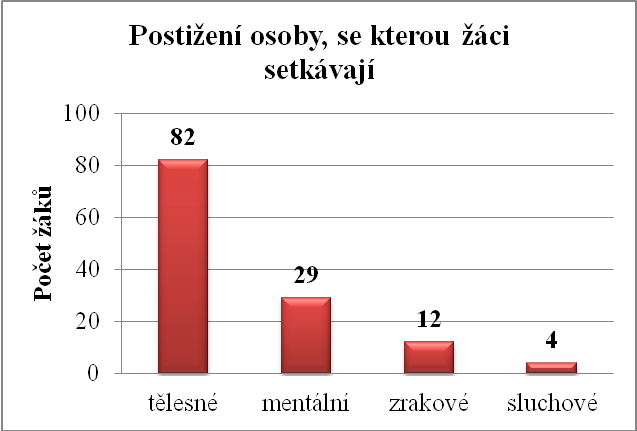 Postižení osoby, se kterou žáci
setkávají
Počet žáků
100
80
60
40
20
0
82
29
12
4
tělesné mentální zrakové sluchové